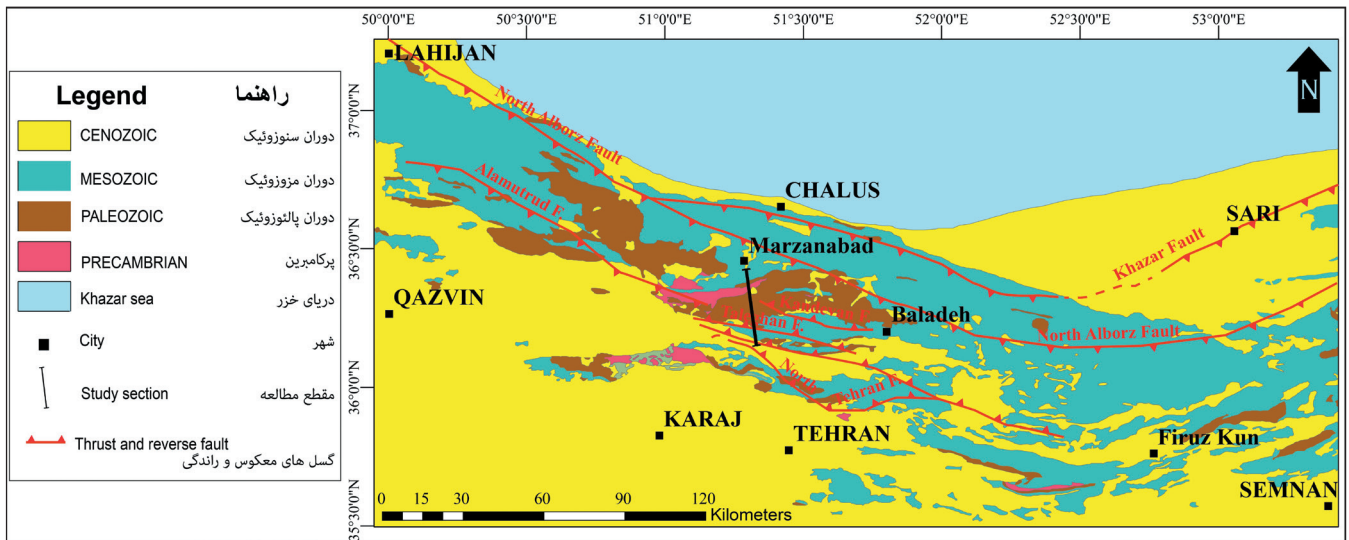 50°0'0"E 50°30'0"E 51°0'0"E 51°30'0"E 52°0'0"E 52°30'0"E 53°0'0"E
Legend راهنما
CENOZOIC دوران سنوزوئیک
MESOZOIC دوران مزوزوئیک
PALEOZOIC دوران پالئوزوئیک
PRECAMBRIAN پرکامبرین
Khazar sea دریای خزر
City شهر
Study section مقطع مطالعه
Thrust and reverse fault
گسل های معکوس و راندگی
37°0'0"N
36°30'0"N
36°0'0"N
35°30'0"N
N
LAHIJAN
North Alborz Fault
Alamutrud F.
CHALUS
SARI
Khazar Fault
Marzanabad
QAZVIN
Baladeh
North Alborz Fault
North Tehran F.
KARAJ
TEHRAN
Firuz Kun
SEMNAN
0 15 30 60 90 120
Kilometers